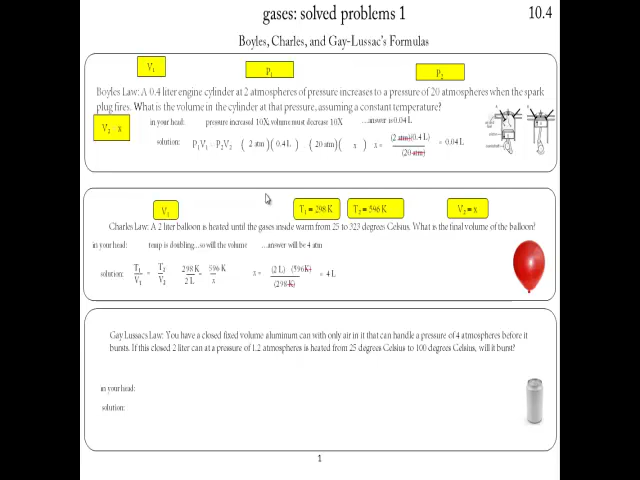 gases: solved problems 1
10.4
Boyles, Charles, and Gay-Lussac's Formulas
V₁
P₁
P₂
Boyles Law: A 0.4 liter engine cylinder at 2 atmospheres of pressure increases to a pressure of 20 atmospheres when the spark
plug fires. What is the volume in the cylinder at that pressure, assuming a constant temperature?
V₂ x
in your head: pressure increased 10X volume must decrease 10X …answer is 0.04 L
solution: P₁V₁ = P₂V₂ ( 2 atm )( 0.4 L ) ( 20 atm )( x ) x = (2 atm)(0.4 L) / (20 atm) = 0.04 L
V₁
T₁ = 298 K
T₂ = 596 K
V₂ = x
Charles Law: A 2 liter balloon is heated until the gases inside warm from 25 to 323 degrees Celsius. What is the final volume of the balloon?
in your head: temp is doubling…so will the volume …answer will be 4 atm
solution: T₁/V₁ = T₂/V₂ 298 K/2 L = 596 K/x x = (2 L) (596K) / (298 K) = 4 L
Gay Lussacs Law: You have a closed fixed volume aluminum can with only air in it that can handle a pressure of 4 atmospheres before it
bursts. If this closed 2 liter can at a pressure of 1.2 atmospheres is heated from 25 degrees Celsius to 100 degrees Celsius, will it burst?
in your head:
solution:
1